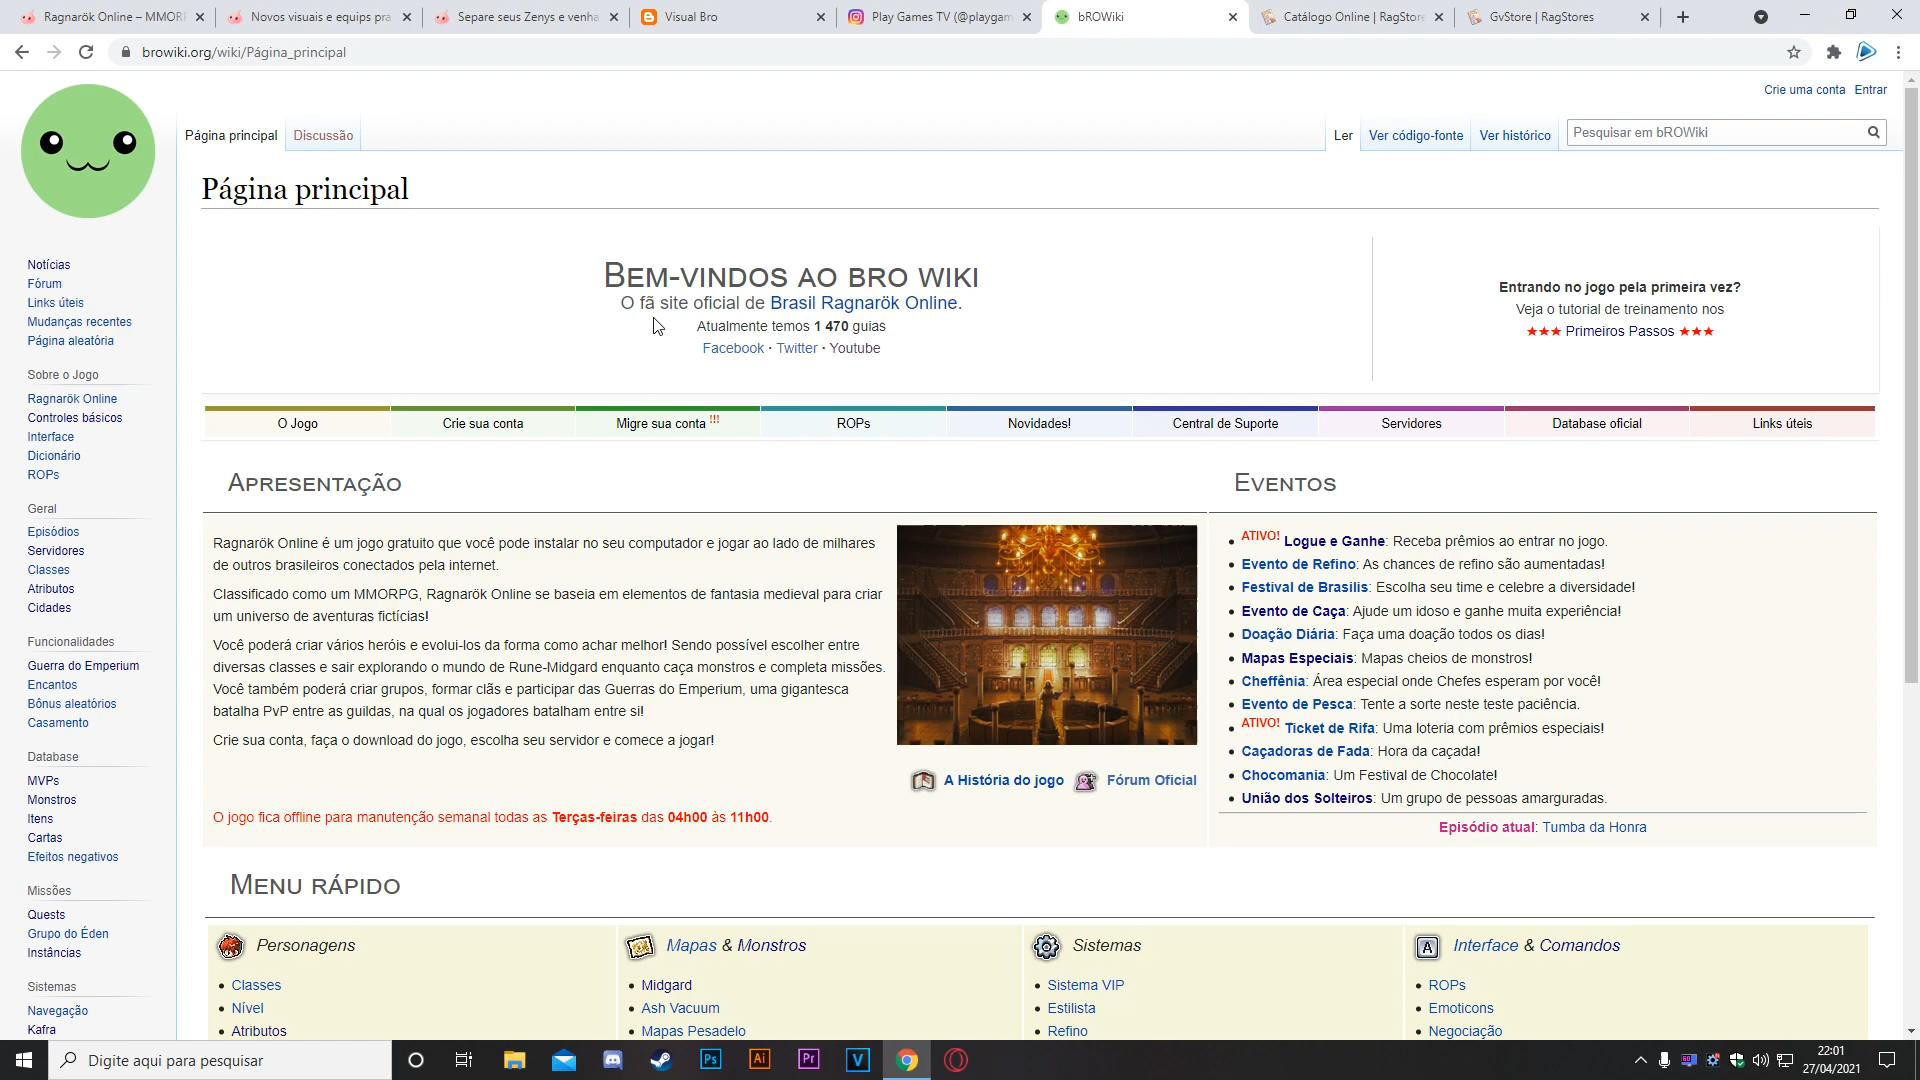 Ragnarök Online – MMORP
Novos visuais e equips pra
Separe seus Zenys e venha
Visual Bro
Play Games TV (@playgam
bROWiki
Catálogo Online | RagStore
GvStore | RagStores
browiki.org/wiki/Página_principal
Crie uma conta Entrar
Página principal
Discussão
Ler
Ver código-fonte
Ver histórico
Pesquisar em bROWiki
Página principal
BEM-VINDOS AO BRO WIKI
O fã site oficial de Brasil Ragnarök Online.
Atualmente temos 1 470 guias
Facebook · Twitter · Youtube
Entrando no jogo pela primeira vez?
Veja o tutorial de treinamento nos
★★★ Primeiros Passos ★★★
Notícias
Fórum
Links úteis
Mudanças recentes
Página aleatória
Sobre o Jogo
Ragnarök Online
Controles básicos
Interface
Dicionário
ROPs
Geral
Episódios
Servidores
Classes
Atributos
Cidades
Funcionalidades
Guerra do Emperium
Encantos
Bônus aleatórios
Casamento
Database
MVPs
Monstros
Itens
Cartas
Efeitos negativos
Missões
Quests
Grupo do Éden
Instâncias
Sistemas
Navegação
Kafra
O Jogo
Crie sua conta
Migre sua conta !!!
ROPs
Novidades!
Central de Suporte
Servidores
Database oficial
Links úteis
APRESENTAÇÃO
Ragnarök Online é um jogo gratuito que você pode instalar no seu computador e jogar ao lado de milhares
de outros brasileiros conectados pela internet.
Classificado como um MMORPG, Ragnarök Online se baseia em elementos de fantasia medieval para criar
um universo de aventuras fictícias!
Você poderá criar vários heróis e evolui-los da forma como achar melhor! Sendo possível escolher entre
diversas classes e sair explorando o mundo de Rune-Midgard enquanto caça monstros e completa missões.
Você também poderá criar grupos, formar clãs e participar das Guerras do Emperium, uma gigantesca
batalha PvP entre as guildas, na qual os jogadores batalham entre si!
Crie sua conta, faça o download do jogo, escolha seu servidor e comece a jogar!
A História do jogo
Fórum Oficial
O jogo fica offline para manutenção semanal todas as Terças-feiras das 04h00 às 11h00.
EVENTOS
ATIVO! Logue e Ganhe: Receba prêmios ao entrar no jogo.
Evento de Refino: As chances de refino são aumentadas!
Festival de Brasilis: Escolha seu time e celebre a diversidade!
Evento de Caça: Ajude um idoso e ganhe muita experiência!
Doação Diária: Faça uma doação todos os dias!
Mapas Especiais: Mapas cheios de monstros!
Cheffênia: Área especial onde Chefes esperam por você!
Evento de Pesca: Tente a sorte neste teste paciência.
ATIVO! Ticket de Rifa: Uma loteria com prêmios especiais!
Caçadoras de Fada: Hora da caçada!
Chocomania: Um Festival de Chocolate!
União dos Solteiros: Um grupo de pessoas amarguradas.
Episódio atual: Tumba da Honra
MENU RÁPIDO
Personagens
Classes
Nível
Atributos
Mapas & Monstros
Midgard
Ash Vacuum
Mapas Pesadelo
Sistemas
Sistema VIP
Estilista
Refino
A
Interface & Comandos
ROPs
Emoticons
Negociação
Digite aqui para pesquisar
Ps
Ai
Pr
V
60
22:01
27/04/2021